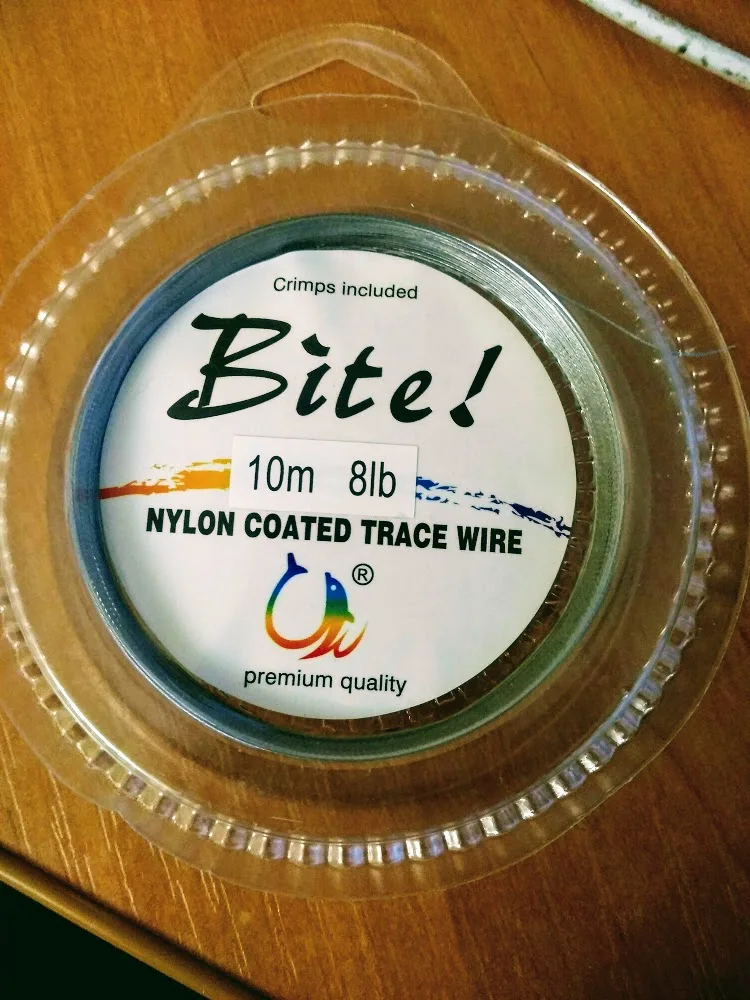 Crimps included
Bite!
10m 8lb
NYLON COATED TRACE WIRE
®
premium quality